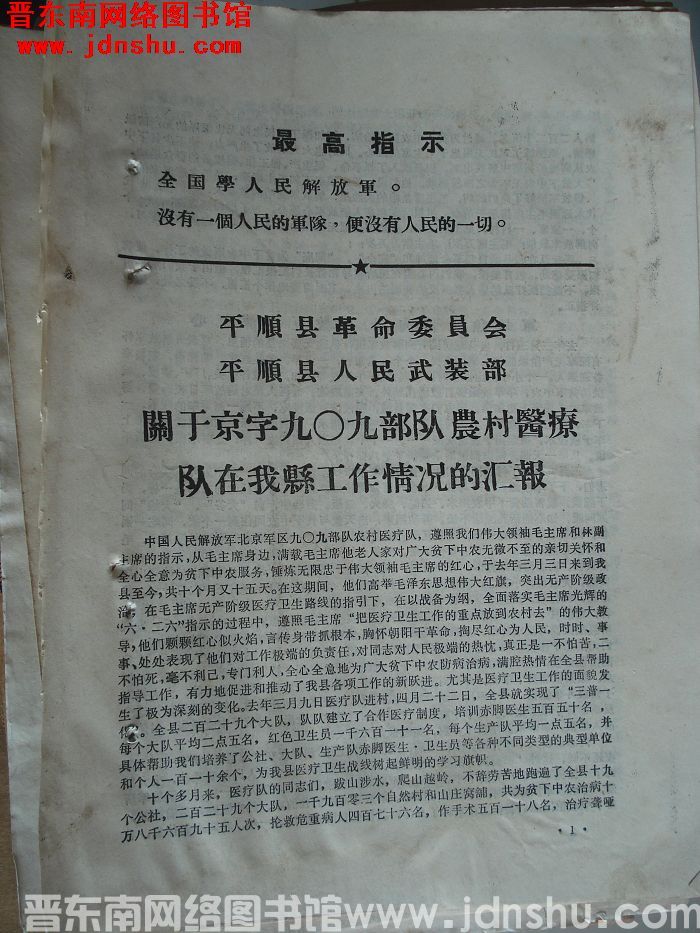 晋东南网络图书馆
www.jdnshu.com
最高指示
全国學人民解放軍。
沒有一個人民的軍隊，便沒有人民的一切。
平順县革命委員会
平順县人民武装部
關于京字九〇九部队農村醫療
队在我縣工作情況的汇報
中国人民解放军北京军区九〇九部队农村医疗队，遵照我们伟大领袖毛主席和林副
主席的指示，从毛主席身边，满载毛主席他老人家对广大贫下中农无微不至的亲切关怀和
全心全意为贫下中农服务，锤炼无限忠于伟大领袖毛主席的红心，于去年三月三日来到我
县至今，共十个月又十五天。在这期间，他们高举毛泽东思想伟大红旗，突出无产阶级政
治，在毛主席无产阶级医疗卫生路线的指引下，在以战备为纲，全面落实毛主席光辉的
“六·二六”指示的过程中，遵照毛主席“把医疗卫生工作的重点放到农村去”的伟大教
导，他们颗颗红心似火焰，言传身带抓根本，胸怀朝阳干革命，掏尽红心为人民，时时、事
事、处处表现了他们对工作极端的负责任，对同志对人民极端的热忱，真正是一不怕苦，二
不怕死，毫不利己，专门利人，全心全意地为广大贫下中农防病治病，满腔热情在全县帮助
指导工作，有力地促进和推动了我县各项工作的新跃进。尤其是医疗卫生工作的面貌发
生了极为深刻的变化。去年三月九日医疗队进村，四月二十二日，全县就实现了“三普一
化。全县二百二十九个大队，队队建立了合作医疗制度，培训赤脚医生五百五十名，
每个大队平均二点五名，红色卫生员一千六百一十一名，每个生产队平均一点五名，并
具体帮助我们培养了公社、大队、生产队赤脚医生·卫生员等各种不同类型的典型单位
和个人一百一十余个，为我县医疗卫生战线树起鲜明的学习旗帜。
十个多月来，医疗队的同志们，跋山涉水，爬山越岭，不辞劳苦地跑遍了全县十九
个公社，二百二十九个大队，一千九百零三个自然村和山庄窝舖，共为贫下中农治病十
万八千六百九十五人次，抢救危重病人四百七十六名，作手术五百一十八名，治疗聋哑
·1·
晋东南网络图书馆 www.jdnshu.com